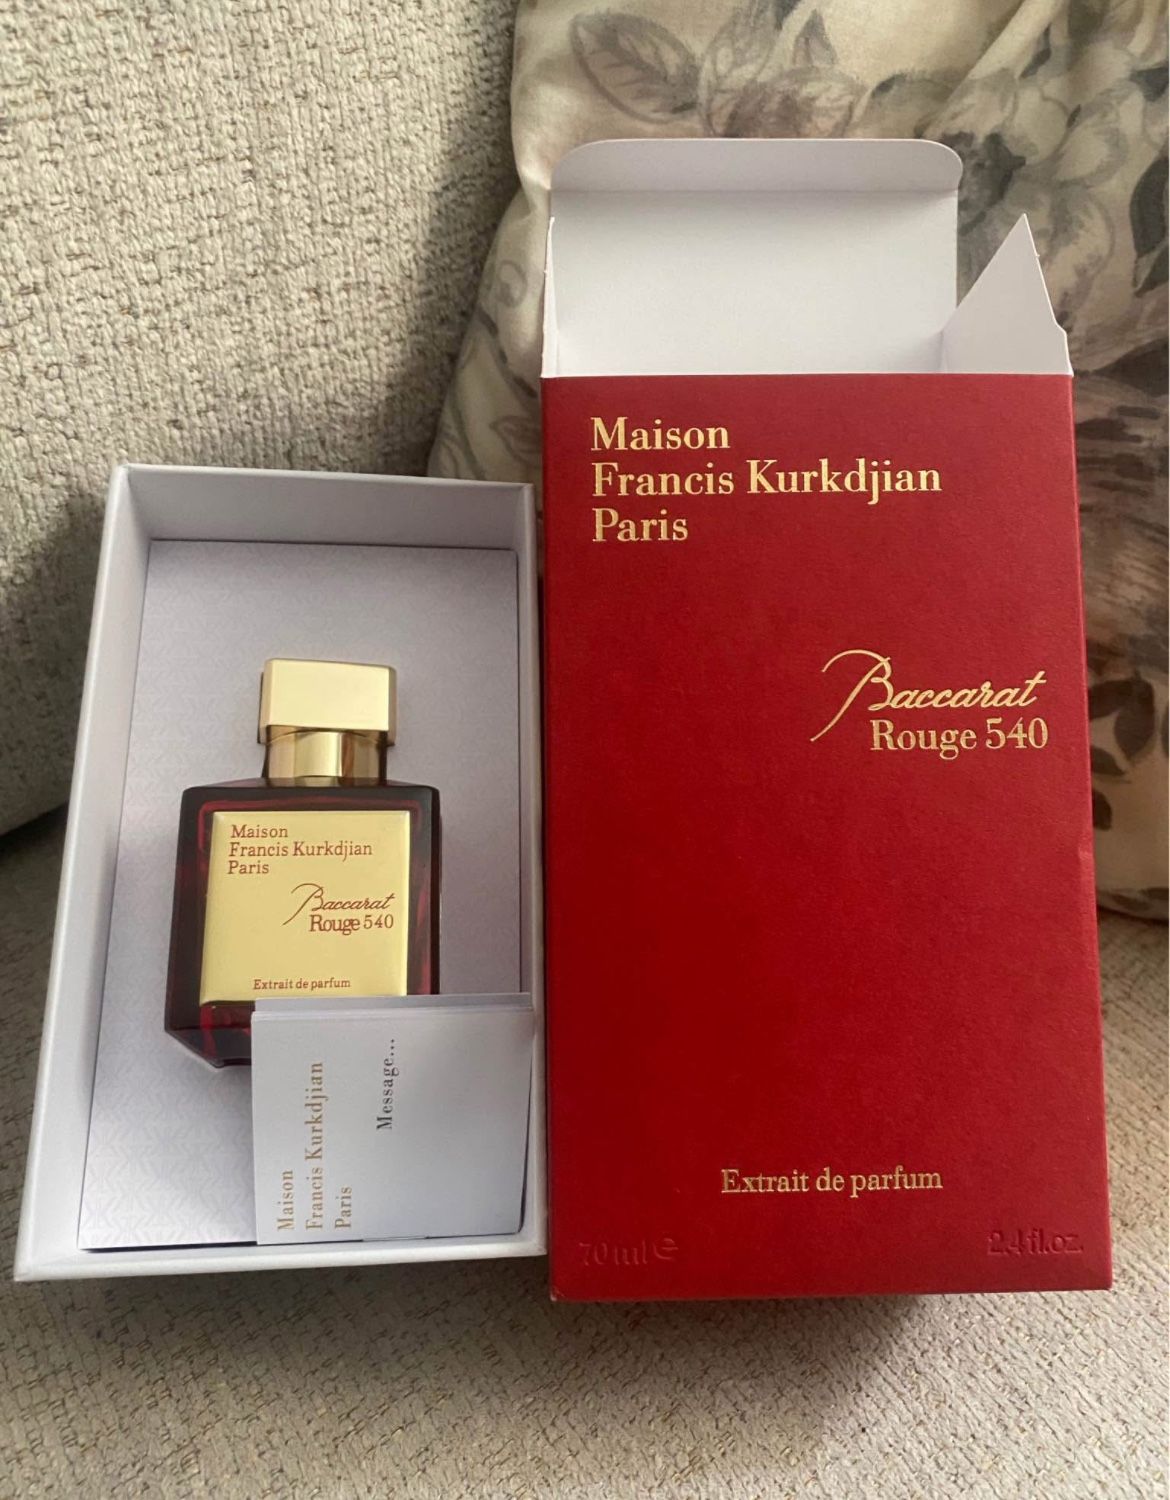 Maison
Francis Kurkdjian
Paris
Baccarat
Rouge 540
Extrait de parfum
70 ml e
2.4 fl.oz.
Maison
Francis Kurkdjian
Paris
Baccarat
Rouge 540
Extrait de parfum
Maison
Francis Kurkdjian
Paris
Message...